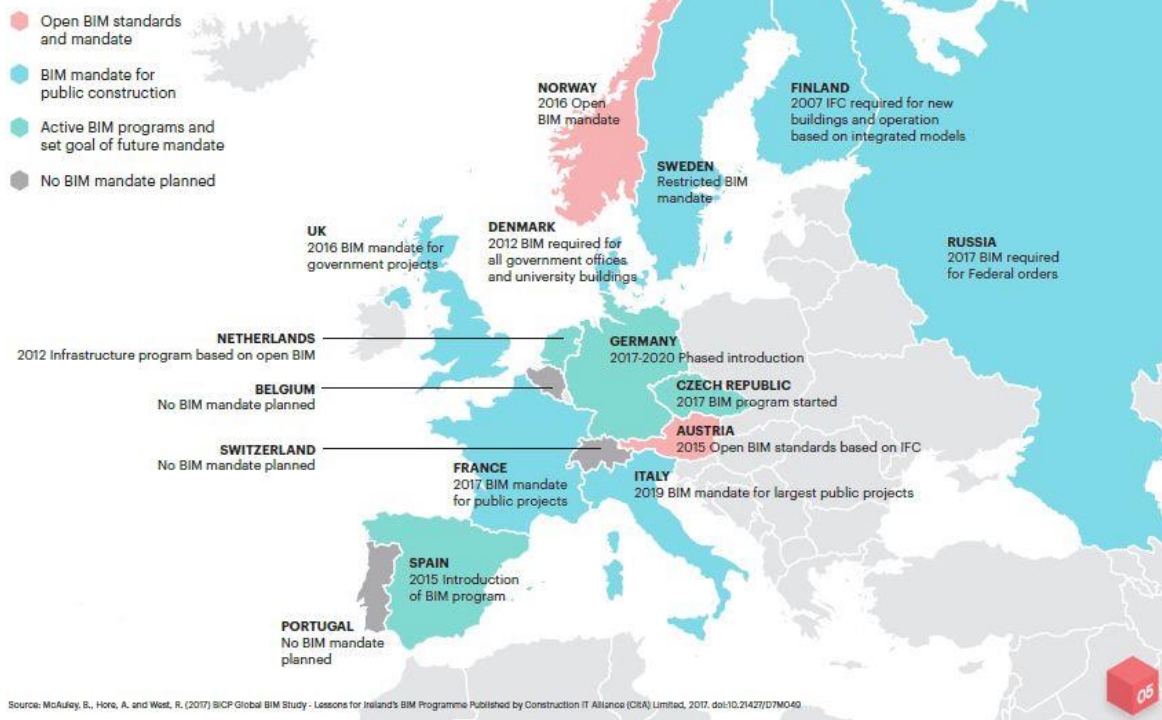 Open BIM standards
and mandate
BIM mandate for
public construction
Active BIM programs and
set goal of future mandate
No BIM mandate planned
NORWAY
2016 Open
BIM mandate
FINLAND
2007 IFC required for new
buildings and operation
based on integrated models
SWEDEN
Restricted BIM
mandate
UK
2016 BIM mandate for
government projects
DENMARK
2012 BIM required for
all government offices
and university buildings
RUSSIA
2017 BIM required
for Federal orders
NETHERLANDS
2012 Infrastructure program based on open BIM
GERMANY
2017-2020 Phased introduction
BELGIUM
No BIM mandate planned
CZECH REPUBLIC
2017 BIM program started
SWITZERLAND
No BIM mandate planned
AUSTRIA
2015 Open BIM standards based on IFC
FRANCE
2017 BIM mandate
for public projects
ITALY
2019 BIM mandate for largest public projects
SPAIN
2015 Introduction
of BIM program
PORTUGAL
No BIM mandate
planned
Source: McAuley, B., Hore, A. and West, R. (2017) BICP Global BIM Study - Lessons for Ireland's BIM Programme Published by Construction IT Alliance (CitA) Limited, 2017. doi:10.21427/D7M049
05